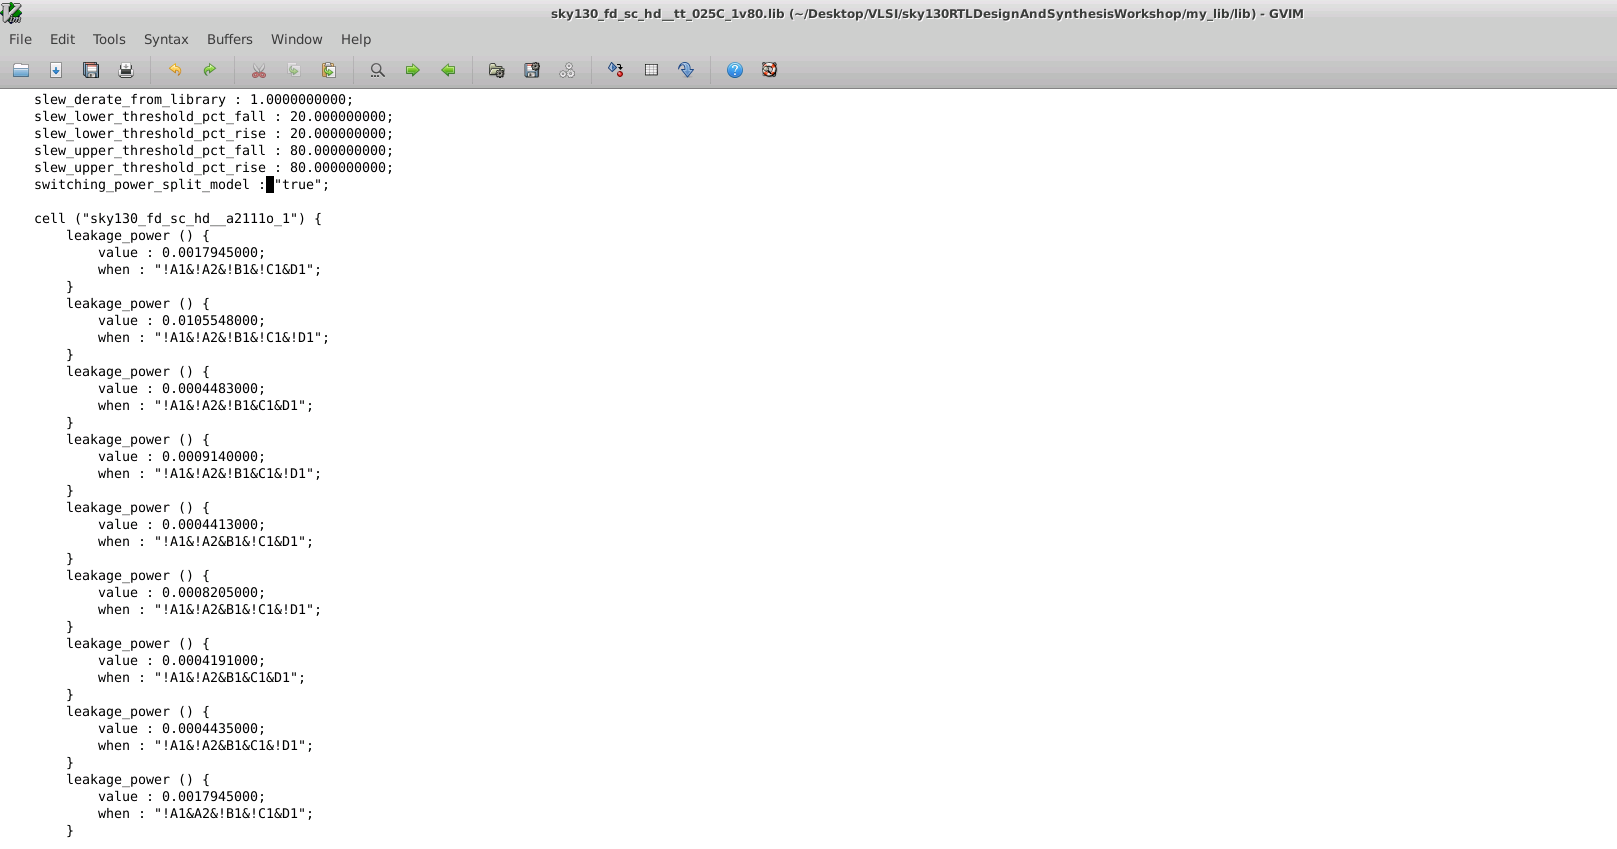 sky130_fd_sc_hd__tt_025C_1v80.lib (~/Desktop/VLSI/sky130RTLDesignAndSynthesisWorkshop/my_lib/lib) - GVIM
File Edit Tools Syntax Buffers Window Help
slew_derate_from_library : 1.0000000000;
slew_lower_threshold_pct_fall : 20.000000000;
slew_lower_threshold_pct_rise : 20.000000000;
slew_upper_threshold_pct_fall : 80.000000000;
slew_upper_threshold_pct_rise : 80.000000000;
switching_power_split_model : "true";
cell ("sky130_fd_sc_hd__a2111o_1") {
leakage_power () {
value : 0.0017945000;
when : "!A1&!A2&!B1&!C1&D1";
}
leakage_power () {
value : 0.0105548000;
when : "!A1&!A2&!B1&!C1&!D1";
}
leakage_power () {
value : 0.0004483000;
when : "!A1&!A2&!B1&C1&D1";
}
leakage_power () {
value : 0.0009140000;
when : "!A1&!A2&!B1&C1&!D1";
}
leakage_power () {
value : 0.0004413000;
when : "!A1&!A2&B1&!C1&D1";
}
leakage_power () {
value : 0.0008205000;
when : "!A1&!A2&B1&!C1&!D1";
}
leakage_power () {
value : 0.0004191000;
when : "!A1&!A2&B1&C1&D1";
}
leakage_power () {
value : 0.0004435000;
when : "!A1&!A2&B1&C1&!D1";
}
leakage_power () {
value : 0.0017945000;
when : "!A1&A2&!B1&!C1&D1";
}